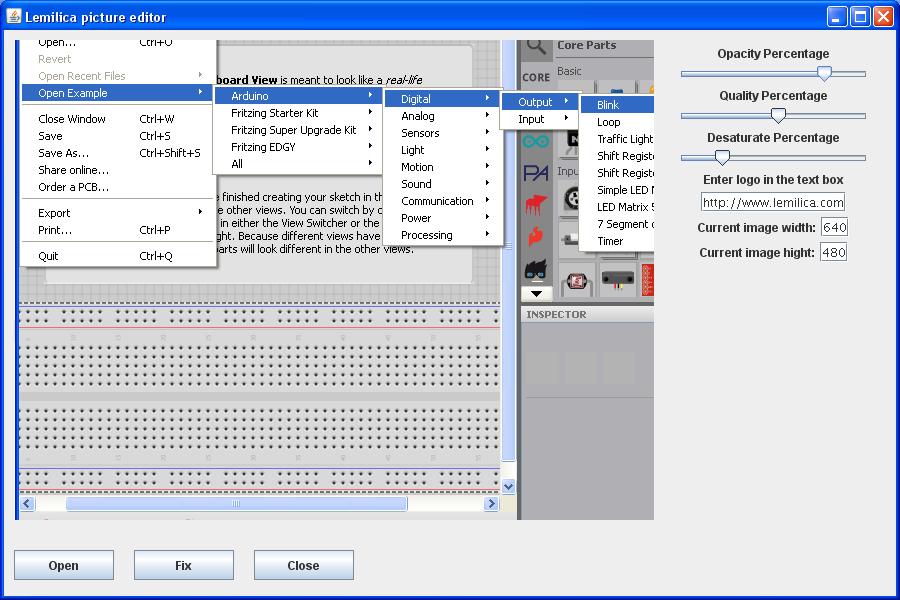 Lemilica picture editor
Open... Ctrl+O
Revert
Open Recent Files
Open Example
Close Window Ctrl+W
Save Ctrl+S
Save As... Ctrl+Shift+S
Share online...
Order a PCB...
Export
Print... Ctrl+P
Quit Ctrl+Q
board View is meant to look like a real-life
Arduino
Fritzing Starter Kit
Fritzing Super Upgrade Kit
Fritzing EDGY
All
Digital
Analog
Sensors
Light
Motion
Sound
Communication
Power
Processing
Output
Input
Blink
Loop
Traffic Light
Shift Registe
Shift Registe
Simple LED M
LED Matrix 5
7 Segment d
Timer
e finished creating your sketch in th
e other views. You can switch by c
in either the View Switcher or the
ght. Because different views have
parts will look different in the other views.
Core Parts
CORE
Basic
PA
Inpu
INSPECTOR
Opacity Percentage
Quality Percentage
Desaturate Percentage
Enter logo in the text box
http://www.lemilica.com
Current image width: 640
Current image hight: 480
Open
Fix
Close